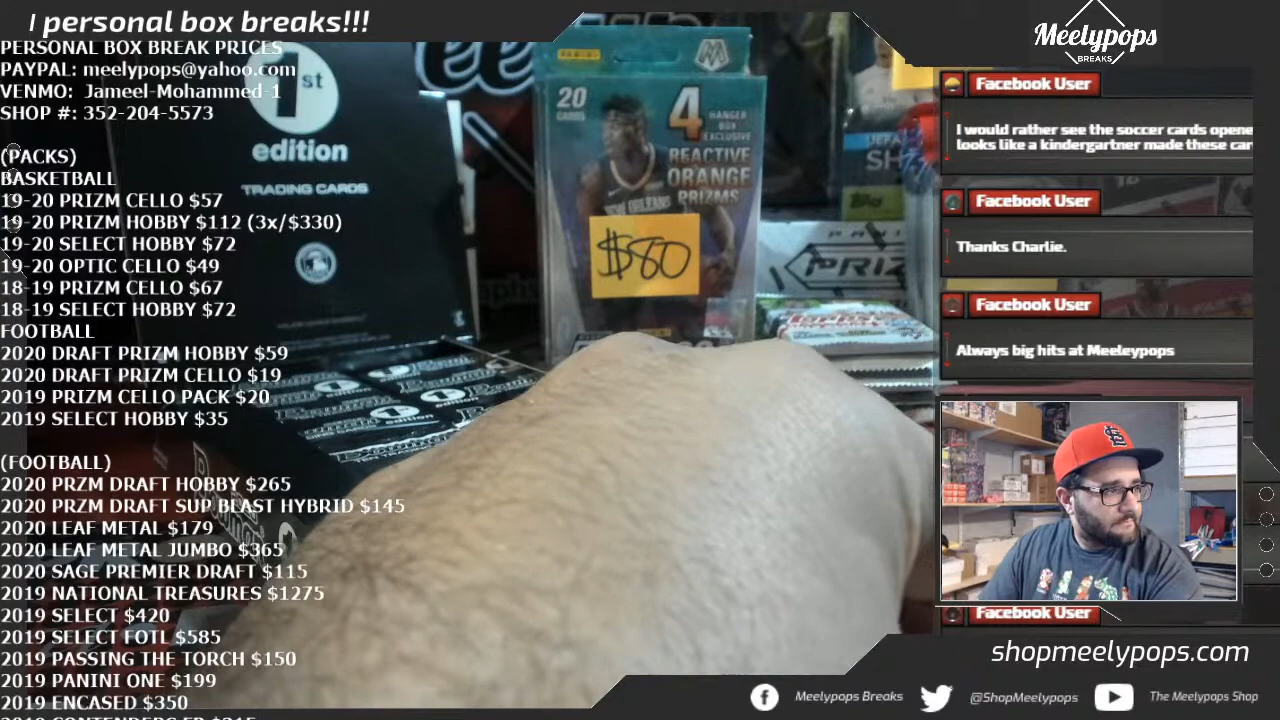 I personal box breaks!!!
PERSONAL BOX BREAK PRICES
PAYPAL: meelypops@yahoo.com
VENMO: Jameel-Mohammed-1
SHOP #: 352-204-5573
(PACKS)
BASKETBALL
19-20 PRIZM CELLO $57
19-20 PRIZM HOBBY $112 (3x/$330)
19-20 SELECT HOBBY $72
19-20 OPTIC CELLO $49
18-19 PRIZM CELLO $67
18-19 SELECT HOBBY $72
FOOTBALL
2020 DRAFT PRIZM HOBBY $59
2020 DRAFT PRIZM CELLO $19
2019 PRIZM CELLO PACK $20
2019 SELECT HOBBY $35
(FOOTBALL)
2020 PRZM DRAFT HOBBY $265
2020 PRZM DRAFT SUP BLAST HYBRID $145
2020 LEAF METAL $179
2020 LEAF METAL JUMBO $365
2020 SAGE PREMIER DRAFT $115
2019 NATIONAL TREASURES $1275
2019 SELECT $420
2019 SELECT FOTL $585
2019 PASSING THE TORCH $150
2019 PANINI ONE $199
2019 ENCASED $350
1st
edition
TRADING CARDS
PANINI
20
CARDS
4
HANGER
BOX
EXCLUSIVE
REACTIVE
ORANGE
PRIZMS
NEW ORLEANS
$80
PRIZ
Topps
1st
edition
Meelypops
BREAKS
Facebook User
I would rather see the soccer cards opene
looks like a kindergartner made these car
Facebook User
Thanks Charlie.
Facebook User
Always big hits at Meeleypops
Facebook User
shopmeelypops.com
Meelypops Breaks
@ShopMeelypops
The Meelypops Shop